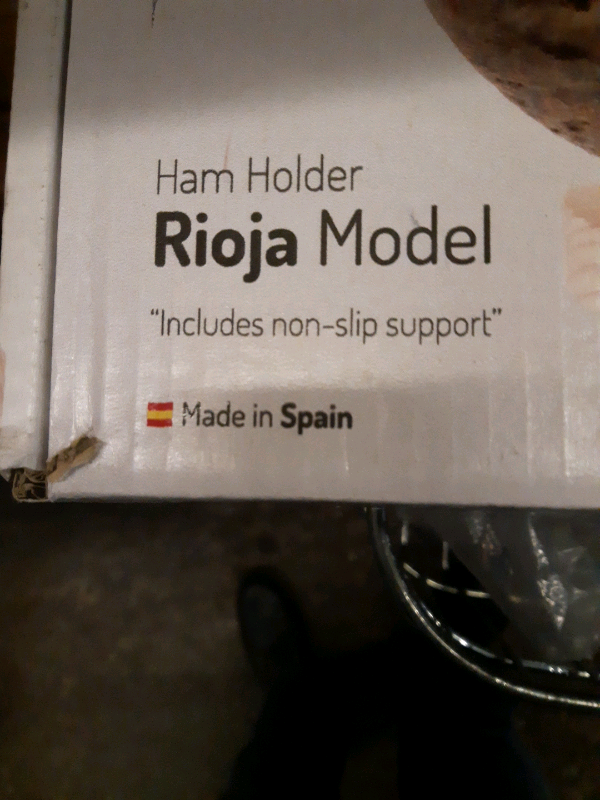 Ham Holder
Rioja Model
“Includes non-slip support”
Made in Spain